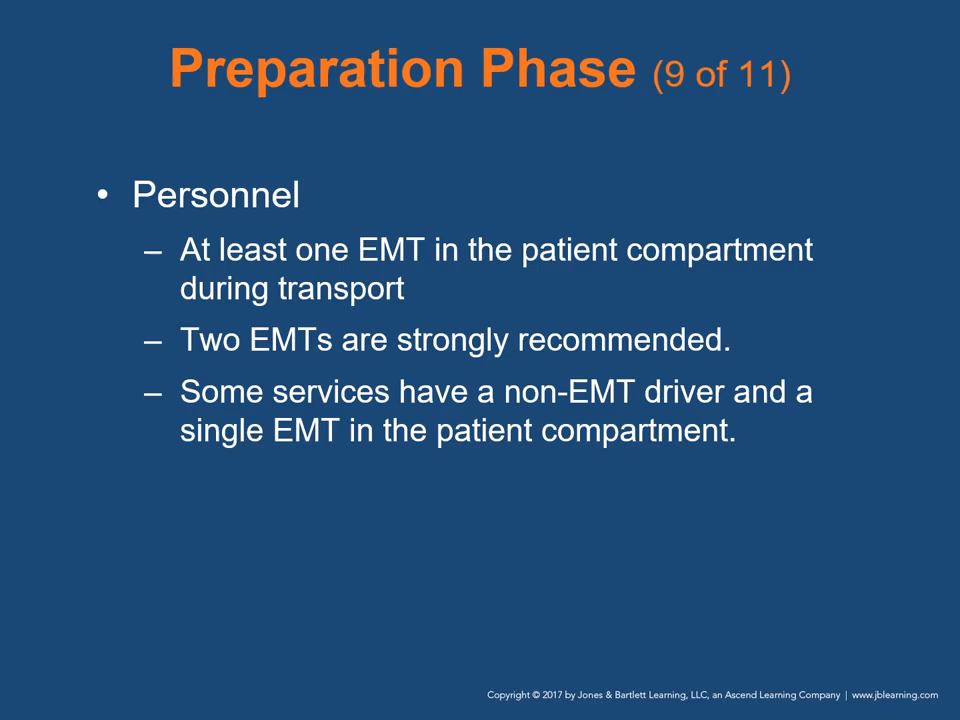 Preparation Phase (9 of 11)
• Personnel
– At least one EMT in the patient compartment
during transport
– Two EMTs are strongly recommended.
– Some services have a non-EMT driver and a
single EMT in the patient compartment.
Copyright © 2017 by Jones & Bartlett Learning, LLC, an Ascend Learning Company | www.jblearning.com